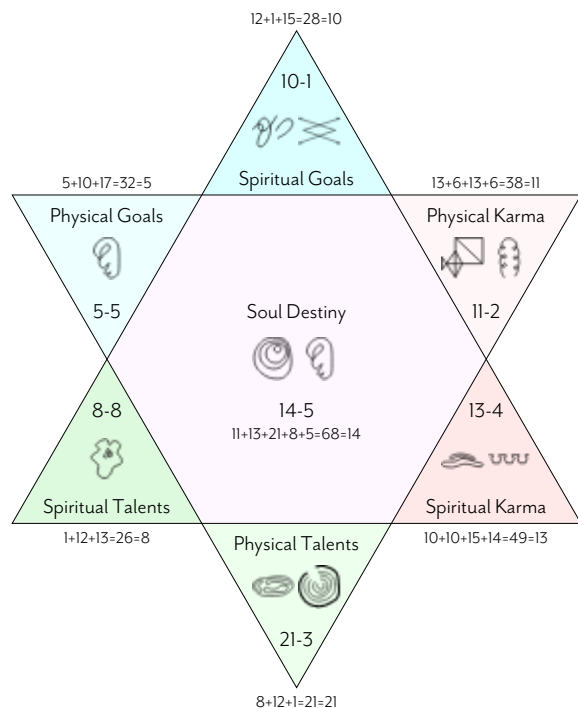 12+1+15=28=10
10-1
Spiritual Goals
5+10+17=32=5
Physical Goals
5-5
13+6+13+6=38=11
Physical Karma
11-2
Soul Destiny
14-5
11+13+21+8+5=68=14
8-8
Spiritual Talents
1+12+13=26=8
13-4
Spiritual Karma
10+10+15+14=49=13
Physical Talents
21-3
8+12+1=21=21